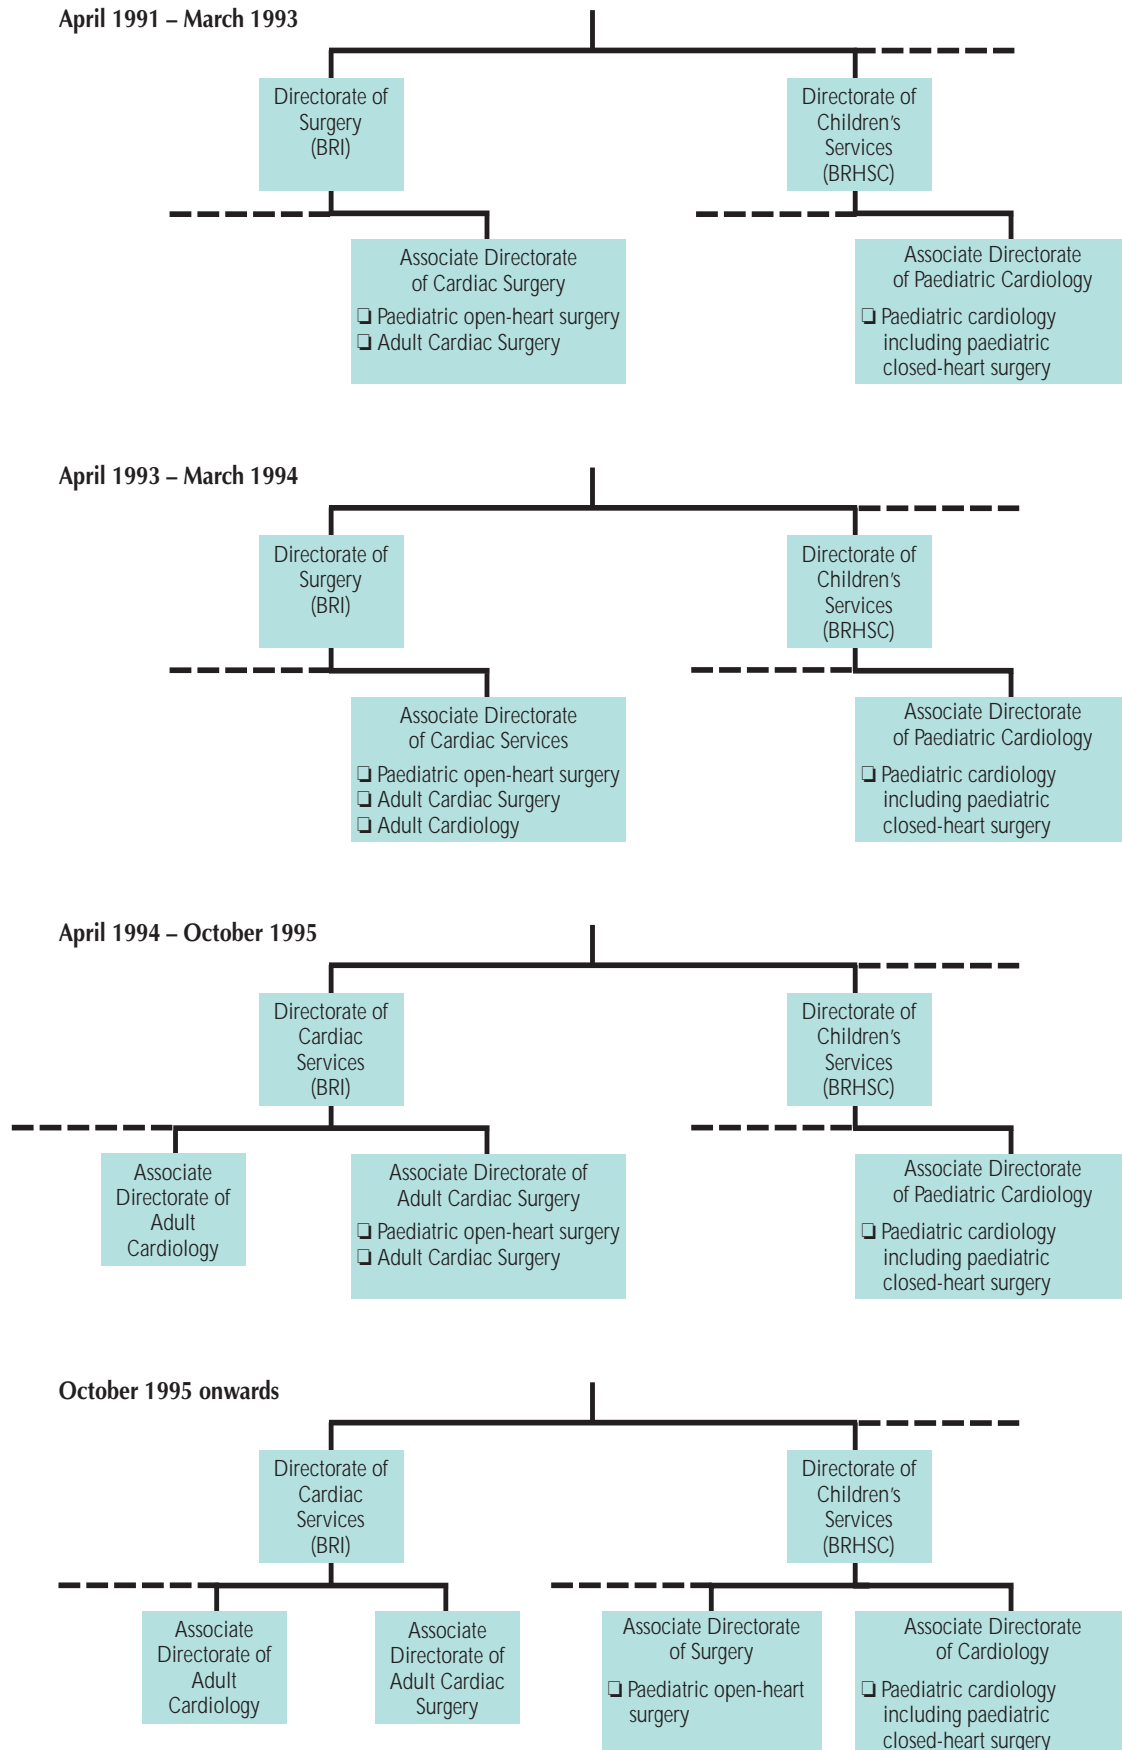 April 1991 – March 1993
Directorate of
Surgery
(BRI)
Directorate of
Children's
Services
(BRHSC)
Associate Directorate
of Cardiac Surgery
❏ Paediatric open-heart surgery
❏ Adult Cardiac Surgery
Associate Directorate
of Paediatric Cardiology
❏ Paediatric cardiology
including paediatric
closed-heart surgery
April 1993 – March 1994
Directorate of
Surgery
(BRI)
Directorate of
Children's
Services
(BRHSC)
Associate Directorate
of Cardiac Services
❏ Paediatric open-heart surgery
❏ Adult Cardiac Surgery
❏ Adult Cardiology
Associate Directorate
of Paediatric Cardiology
❏ Paediatric cardiology
including paediatric
closed-heart surgery
April 1994 – October 1995
Directorate of
Cardiac
Services
(BRI)
Directorate of
Children's
Services
(BRHSC)
Associate
Directorate of
Adult
Cardiology
Associate Directorate of
Adult Cardiac Surgery
❏ Paediatric open-heart surgery
❏ Adult Cardiac Surgery
Associate Directorate
of Paediatric Cardiology
❏ Paediatric cardiology
including paediatric
closed-heart surgery
October 1995 onwards
Directorate of
Cardiac
Services
(BRI)
Directorate of
Children's
Services
(BRHSC)
Associate
Directorate of
Adult
Cardiology
Associate
Directorate of
Adult Cardiac
Surgery
Associate Directorate
of Surgery
❏ Paediatric open-heart
surgery
Associate Directorate
of Cardiology
❏ Paediatric cardiology
including paediatric
closed-heart surgery